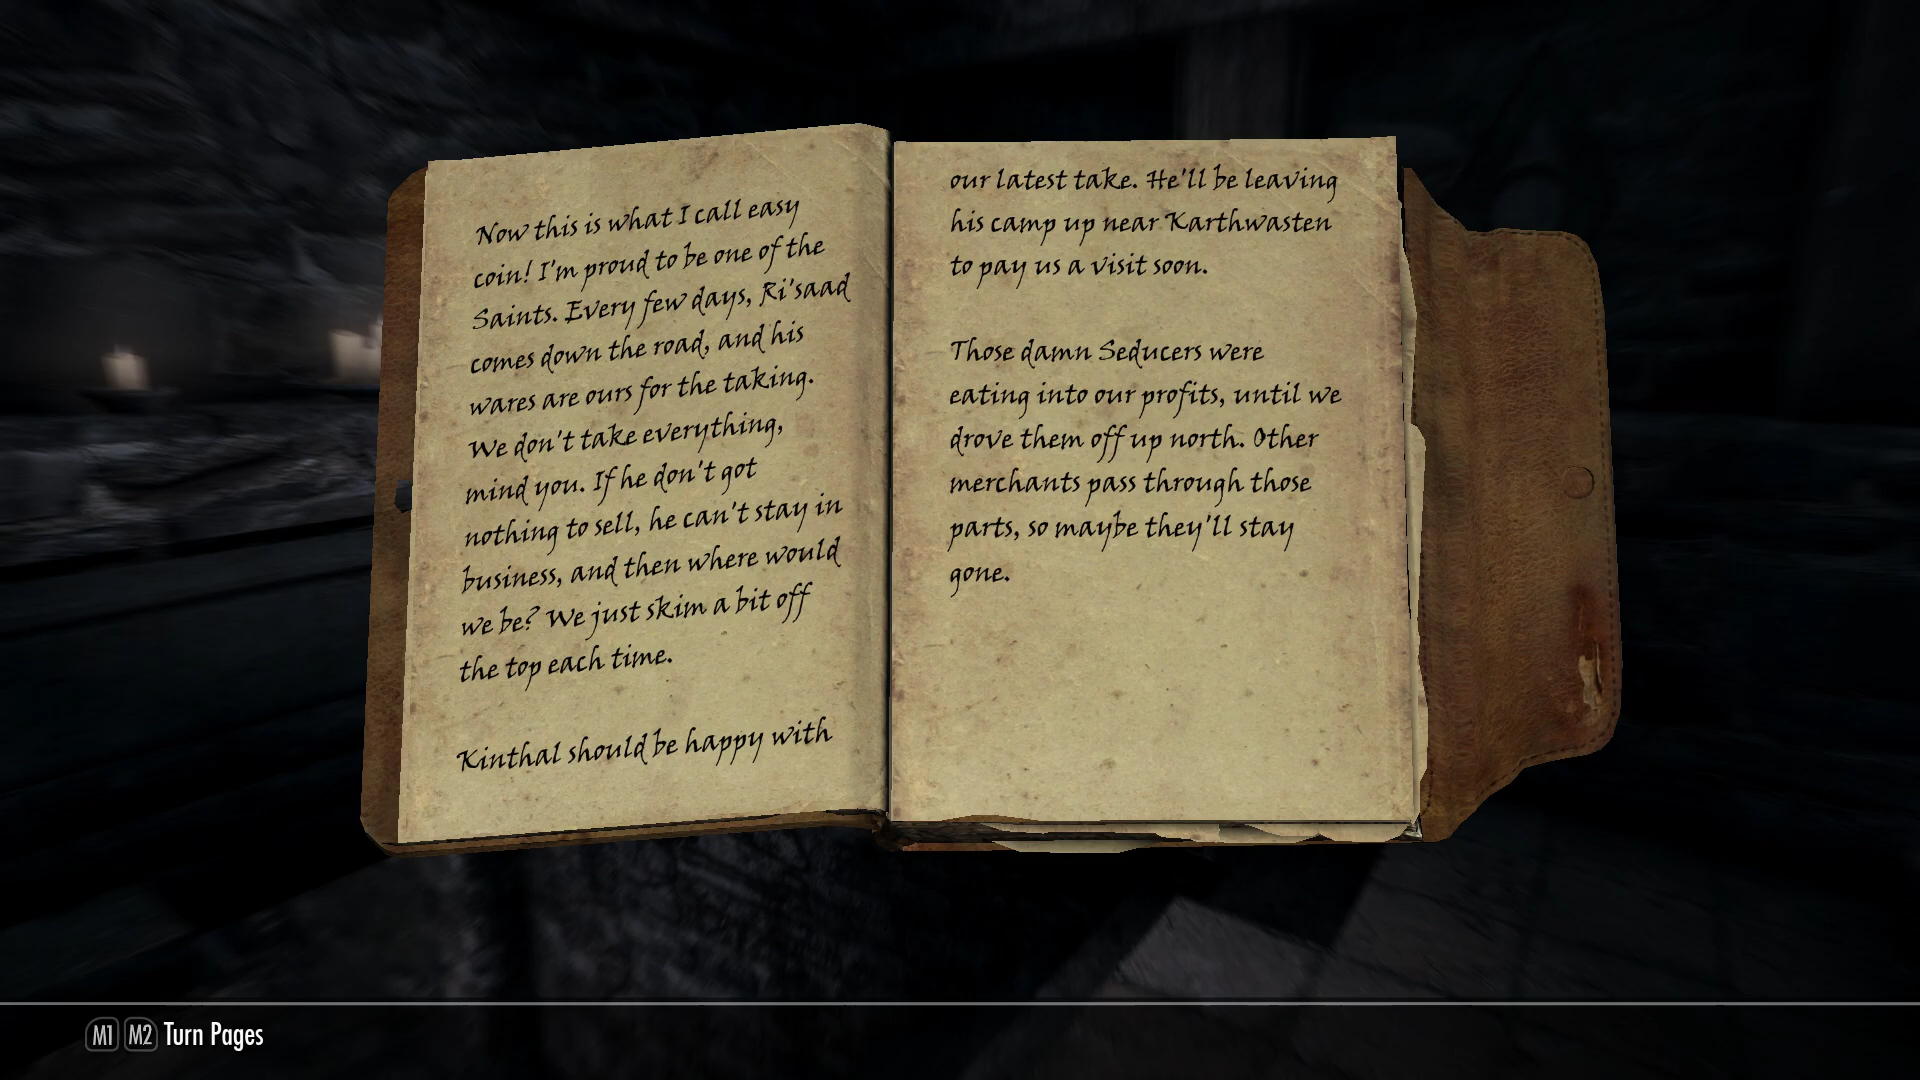 Now this is what I call easy
coin! I'm proud to be one of the
Saints. Every few days, Ri'saad
comes down the road, and his
wares are ours for the taking.
We don't take everything,
mind you. If he don't got
nothing to sell, he can't stay in
business, and then where would
we be? We just skim a bit off
the top each time.
Kinthal should be happy with
our latest take. He'll be leaving
his camp up near Karthwasten
to pay us a visit soon.
Those damn Seducers were
eating into our profits, until we
drove them off up north. Other
merchants pass through those
parts, so maybe they'll stay
gone.
M1 M2 Turn Pages